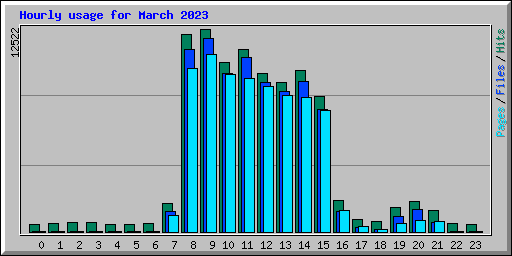 Hourly usage for March 2023
12522
Pages / Files / Hits
0 1 2 3 4 5 6 7 8 9 10 11 12 13 14 15 16 17 18 19 20 21 22 23